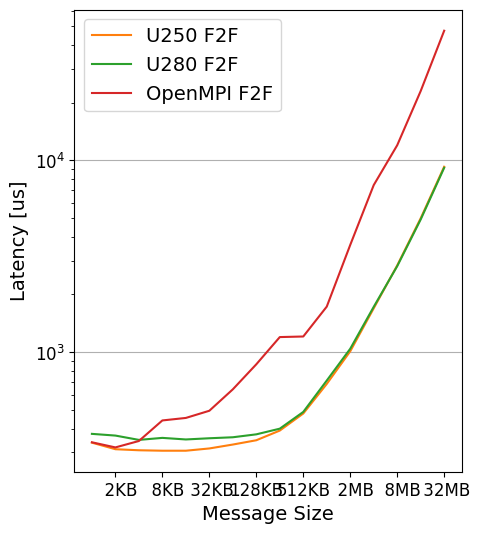 U250 F2F
U280 F2F
OpenMPI F2F
Latency [us]
10^4
10^3
2KB 8KB 32KB 128KB 512KB 2MB 8MB 32MB
Message Size